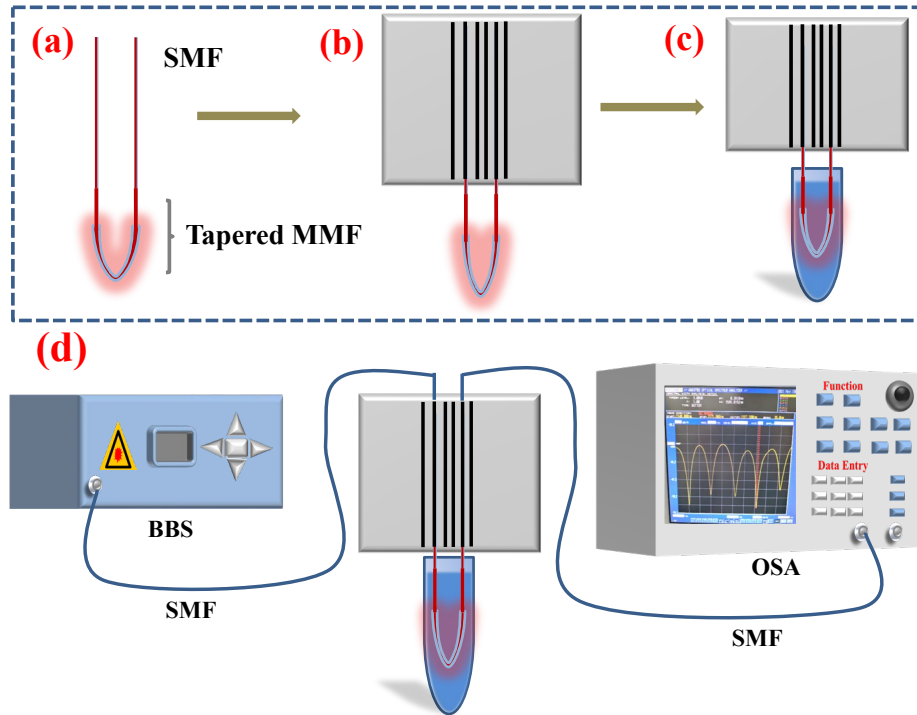 (a)
SMF
Tapered MMF
(b)
(c)
(d)
BBS
SMF
Function
Data Entry
OSA
SMF